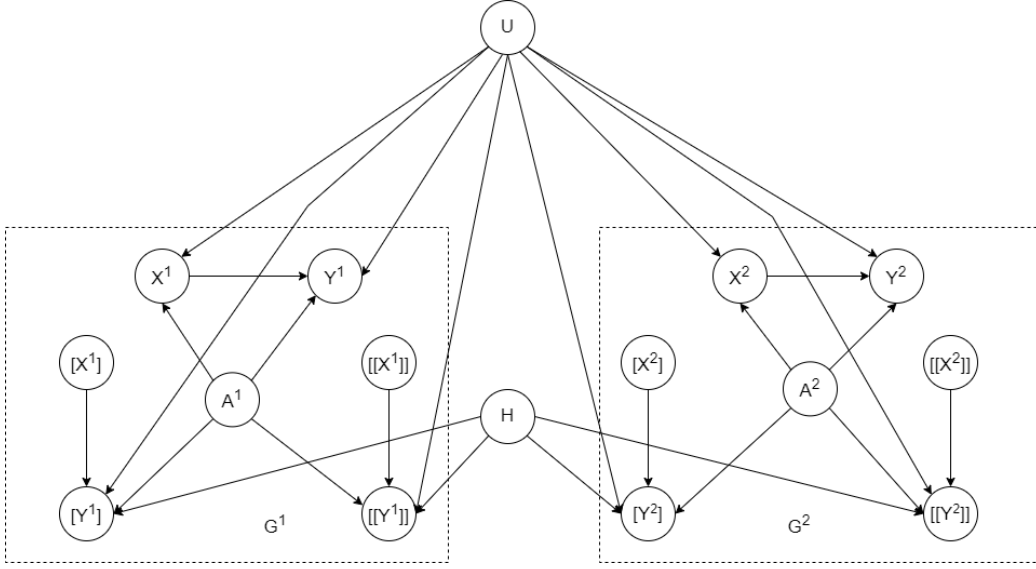 U
X¹
Y¹
X²
Y²
[X¹]
[[X¹]]
[X²]
[[X²]]
A¹
A²
H
[Y¹]
[[Y¹]]
[Y²]
[[Y²]]
G¹
G²